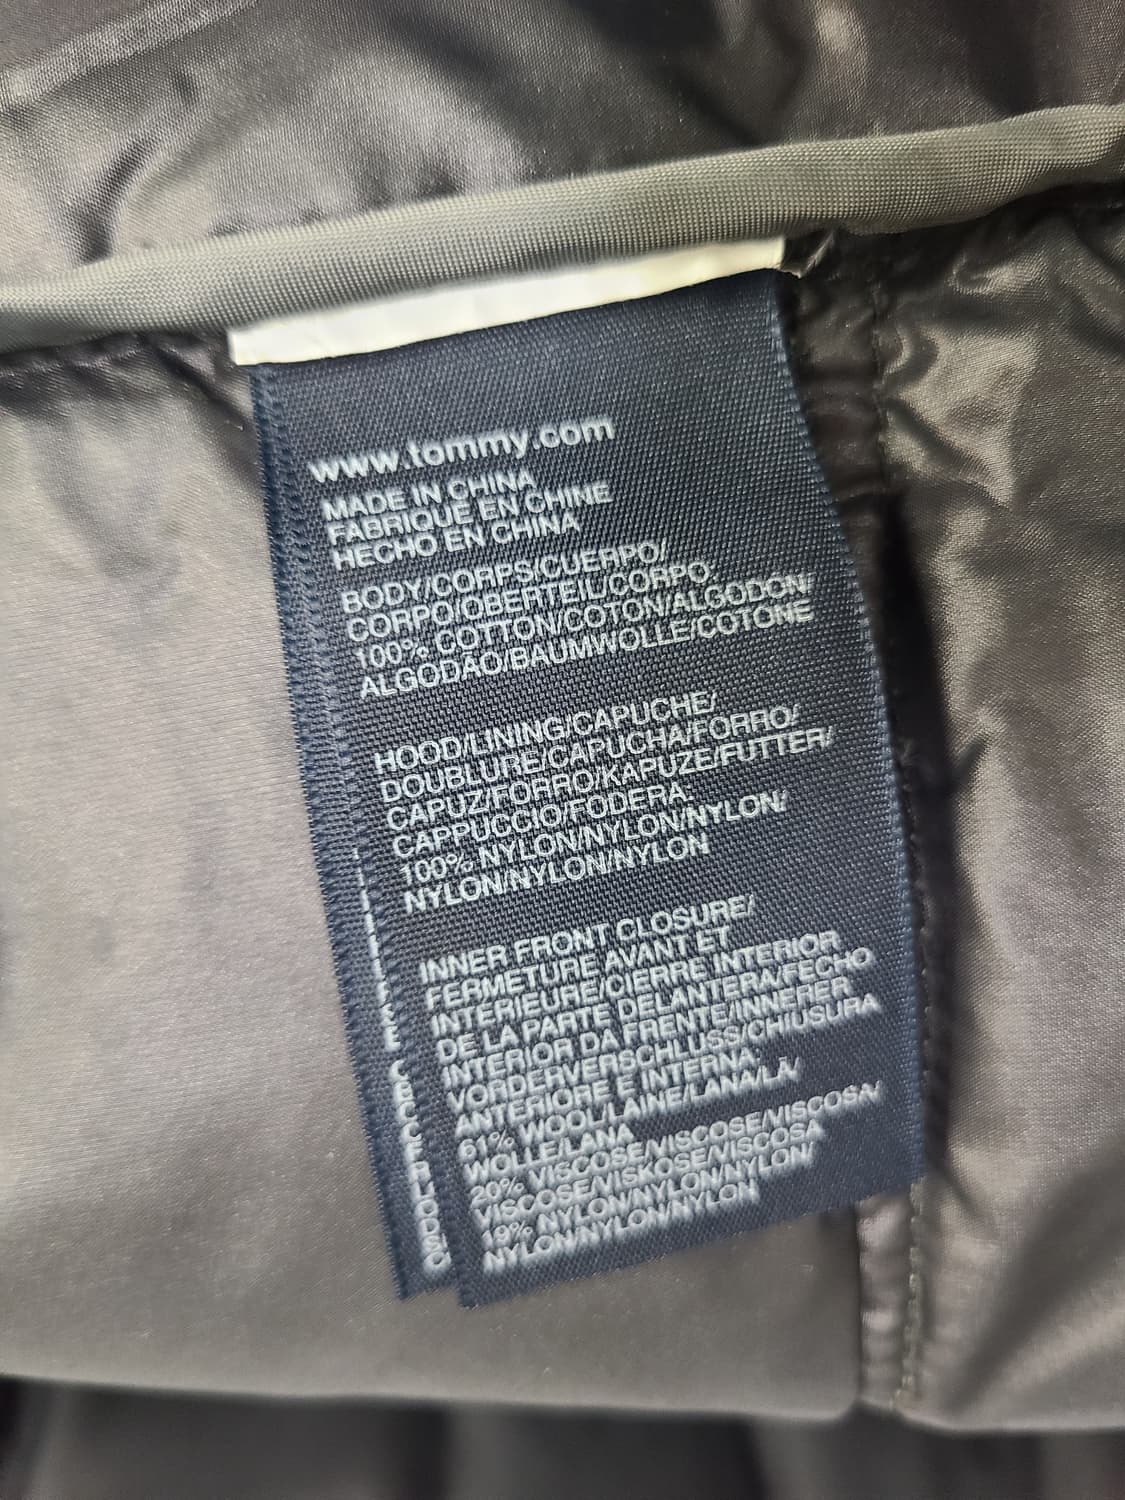 www.tommy.com
MADE IN CHINA
FABRIQUE EN CHINE
HECHO EN CHINA
BODY/CORPS/CUERPO/
CORPO/OBERTEIL/CORPO.
100% COTTON/COTON/ALGODON/
ALGODÃO/BAUMWOLLE/COTONE
HOOD/LINING/CAPUCHE/
DOUBLURE/CAPUCHA/FORRO/
CAPUZ/FORRO/KAPUZE/FUTTER/
CAPPUCCIO/FODERA.
100% NYLON/NYLON/NYLON/
NYLON/NYLON/NYLON
INNER FRONT CLOSURE/
FERMETURE AVANT ET
INTERIEURE/CIERRE INTERIOR
DE LA PARTE DELANTERA/FECHO
INTERIOR DA FRENTE/INNERER
VORDERVERSCHLUSS/CHIUSURA
ANTERIORE E INTERNA.
61% WOOL/LAINE/LANA/LÃ/
WOLLE/LANA
20% VISCOSE/VISCOSE/VISCOSA/
VISCOSE/VISKOSE/VISCOSA
19% NYLON/NYLON/NYLON/
NYLON/NYLON/NYLON